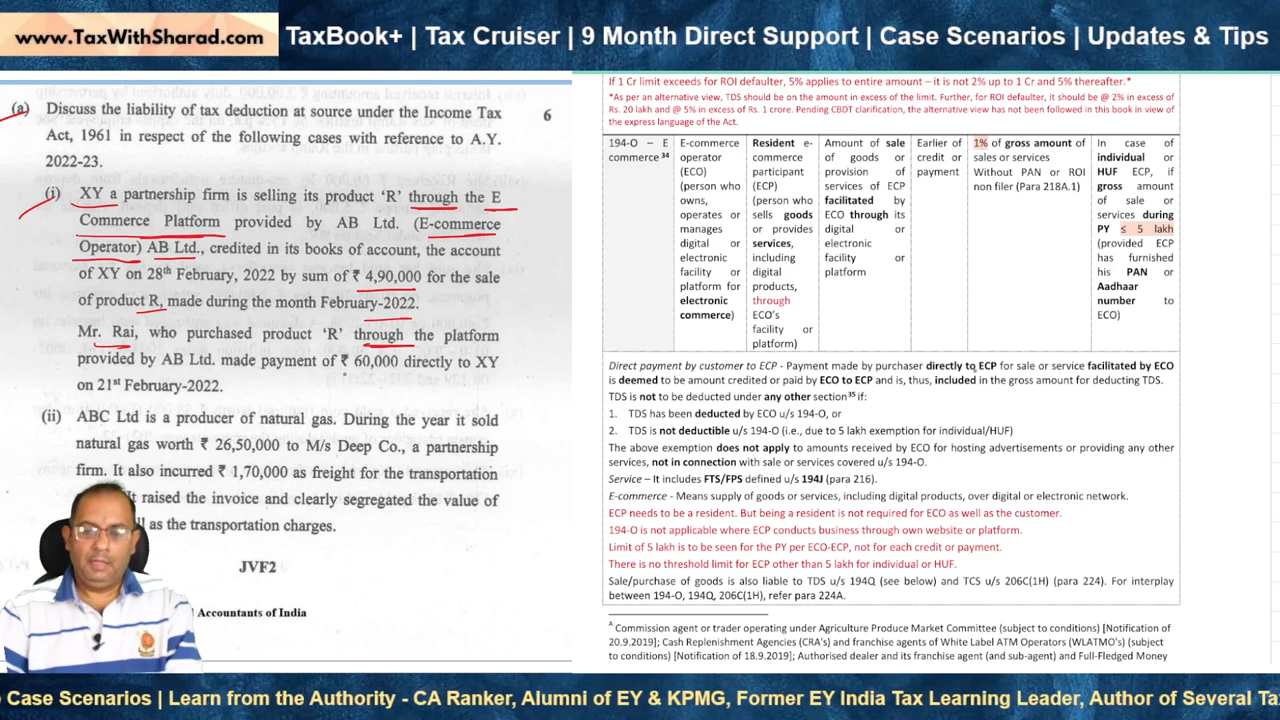 www.TaxWithSharad.com
TaxBook+ | Tax Cruiser | 9 Month Direct Support | Case Scenarios | Updates & Tips
(a) Discuss the liability of tax deduction at source under the Income Tax 6
Act, 1961 in respect of the following cases with reference to A.Y.
2022-23.
(i) XY a partnership firm is selling its product ‘R’ through the E
Commerce Platform provided by AB Ltd. (E-commerce
Operator) AB Ltd., credited in its books of account, the account
of XY on 28th February, 2022 by sum of ₹ 4,90,000 for the sale
of product R, made during the month February-2022.
Mr. Rai, who purchased product ‘R’ through the platform
provided by AB Ltd. made payment of ₹ 60,000 directly to XY
on 21st February-2022.
(ii) ABC Ltd is a producer of natural gas. During the year it sold
natural gas worth ₹ 26,50,000 to M/s Deep Co., a partnership
firm. It also incurred ₹ 1,70,000 as freight for the transportation
It raised the invoice and clearly segregated the value of
as the transportation charges.
JVF2
Accountants of India
If 1 Cr limit exceeds for ROI defaulter, 5% applies to entire amount – it is not 2% up to 1 Cr and 5% thereafter.*
*As per an alternative view, TDS should be on the amount in excess of the limit. Further, for ROI defaulter, it should be @ 2% in excess of
Rs. 20 lakh and @ 5% in excess of Rs. 1 crore. Pending CBDT clarification, the alternative view has not been followed in this book in view of
the express language of the Act.
194-O – E
commerce 34
E-commerce
operator
(ECO)
(person who
owns,
operates or
manages
digital or
electronic
facility or
platform for
electronic
commerce)
Resident e-
commerce
participant
(ECP)
(person who
sells goods
or provides
services,
including
digital
products,
through
ECO’s
facility or
platform)
Amount of sale
of goods or
provision of
services of ECP
facilitated by
ECO through its
digital or
electronic
facility or
platform
Earlier of
credit or
payment
1% of gross amount of
sales or services
Without PAN or ROI
non filer (Para 218A.1)
In case of
individual or
HUF ECP, if
gross
amount of
sale or
services during
PY ≤ 5 lakh
(provided ECP
has furnished
his PAN or
Aadhaar
number to
ECO)
Direct payment by customer to ECP - Payment made by purchaser directly to ECP for sale or service facilitated by ECO
is deemed to be amount credited or paid by ECO to ECP and is, thus, included in the gross amount for deducting TDS.
TDS is not to be deducted under any other section35 if:
1. TDS has been deducted by ECO u/s 194-O, or
2. TDS is not deductible u/s 194-O (i.e., due to 5 lakh exemption for individual/HUF)
The above exemption does not apply to amounts received by ECO for hosting advertisements or providing any other
services, not in connection with sale or services covered u/s 194-O.
Service – It includes FTS/FPS defined u/s 194J (para 216).
E-commerce - Means supply of goods or services, including digital products, over digital or electronic network.
ECP needs to be a resident. But being a resident is not required for ECO as well as the customer.
194-O is not applicable where ECP conducts business through own website or platform.
Limit of 5 lakh is to be seen for the PY per ECO-ECP, not for each credit or payment.
There is no threshold limit for ECP other than 5 lakh for individual or HUF.
Sale/purchase of goods is also liable to TDS u/s 194Q (see below) and TCS u/s 206C(1H) (para 224). For interplay
between 194-O, 194Q, 206C(1H), refer para 224A.
A Commission agent or trader operating under Agriculture Produce Market Committee (subject to conditions) [Notification of
20.9.2019]; Cash Replenishment Agencies (CRA’s) and franchise agents of White Label ATM Operators (WLATMO’s) (subject
to conditions) [Notification of 18.9.2019]; Authorised dealer and its franchise agent (and sub-agent) and Full-Fledged Money
Case Scenarios | Learn from the Authority - CA Ranker, Alumni of EY & KPMG, Former EY India Tax Learning Leader, Author of Several